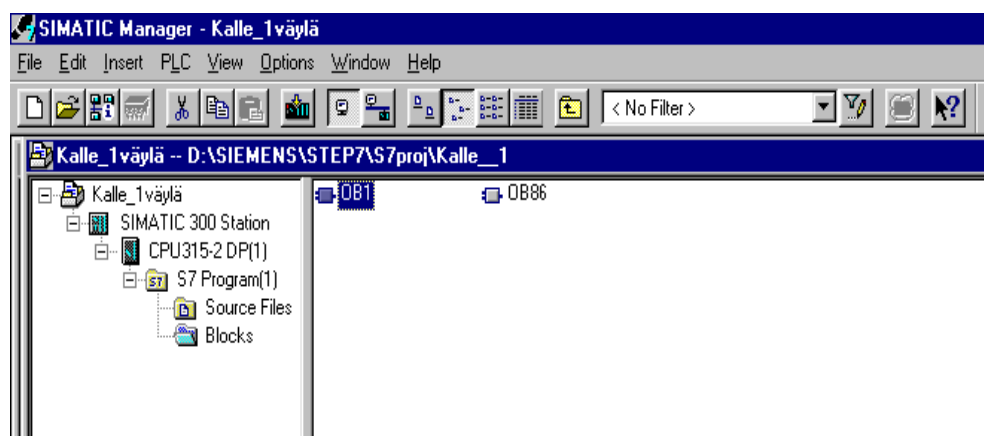 SIMATIC Manager - Kalle_1väylä
File Edit Insert PLC View Options Window Help
< No Filter >
Kalle_1väylä -- D:\SIEMENS\STEP7\S7proj\Kalle__1
Kalle_1väylä
SIMATIC 300 Station
CPU315-2 DP(1)
S7 Program(1)
Source Files
Blocks
OB1 OB86